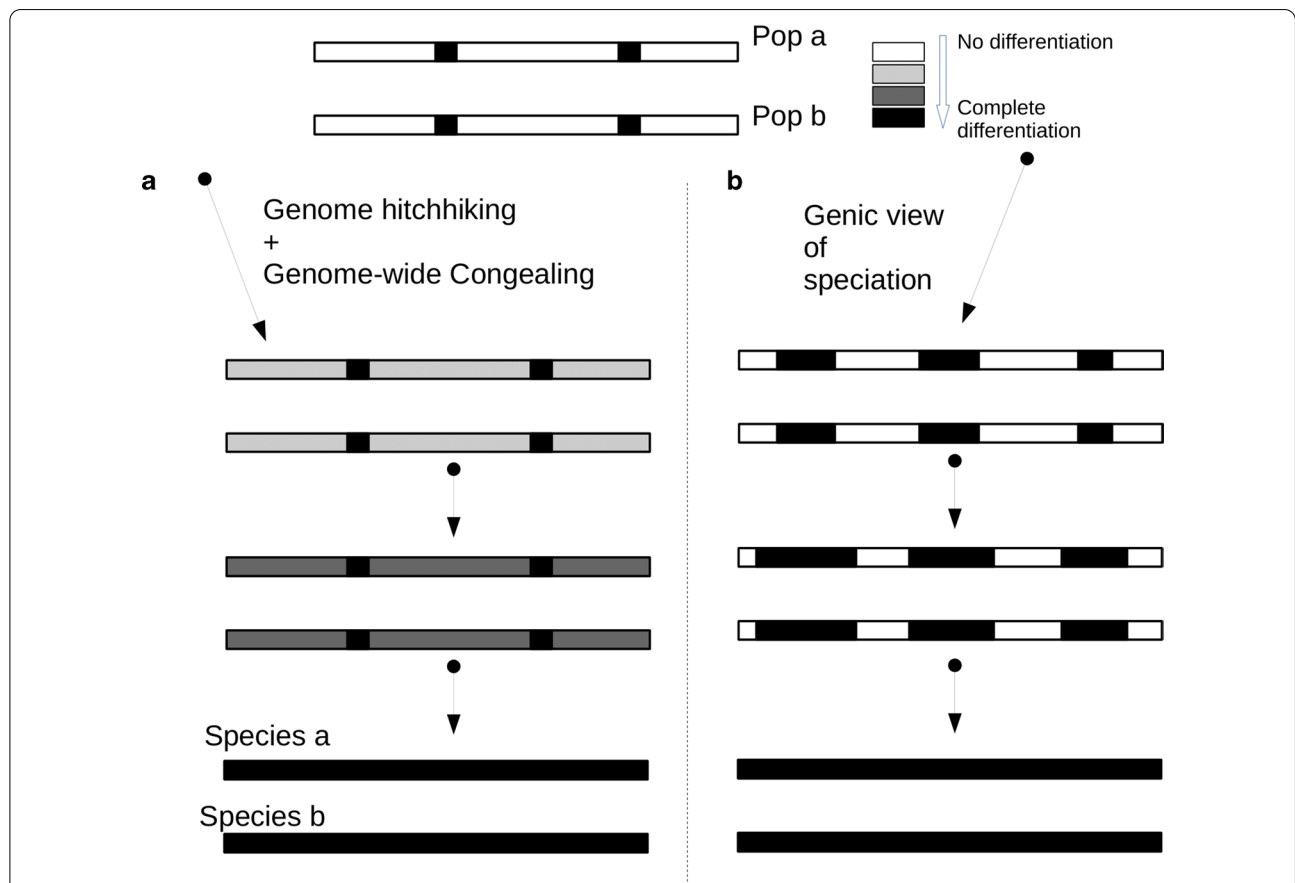 Pop a
No differentiation
Pop b
Complete
differentiation
a
Genome hitchhiking
+
Genome-wide Congealing
b
Genic view
of
speciation
Species a
Species b